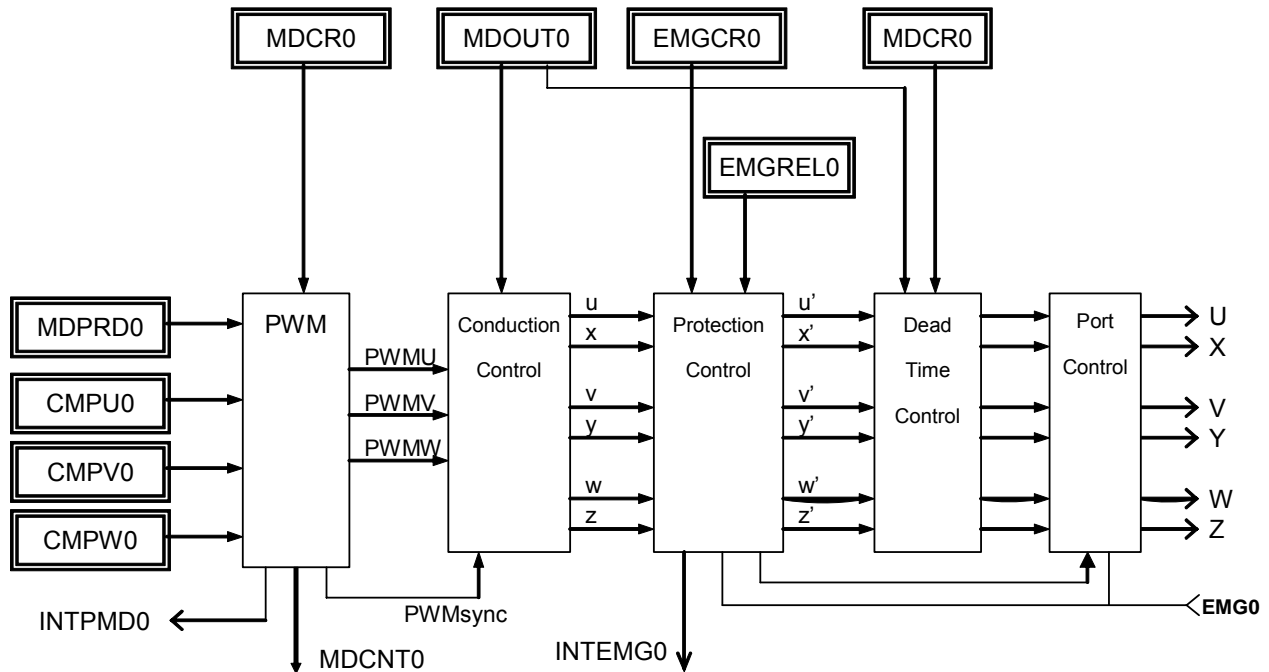 MDCR0
MDOUT0
EMGCR0
MDCR0
EMGREL0
MDPRD0
CMPU0
CMPV0
CMPW0
PWM
PWMU
PWMV
PWMW
Conduction
Control
u
x
v
y
w
z
Protection
Control
u’
x’
v’
y’
w’
z’
Dead
Time
Control
Port
Control
U
X
V
Y
W
Z
INTPMD0
MDCNT0
PWMsync
INTEMG0
EMG0